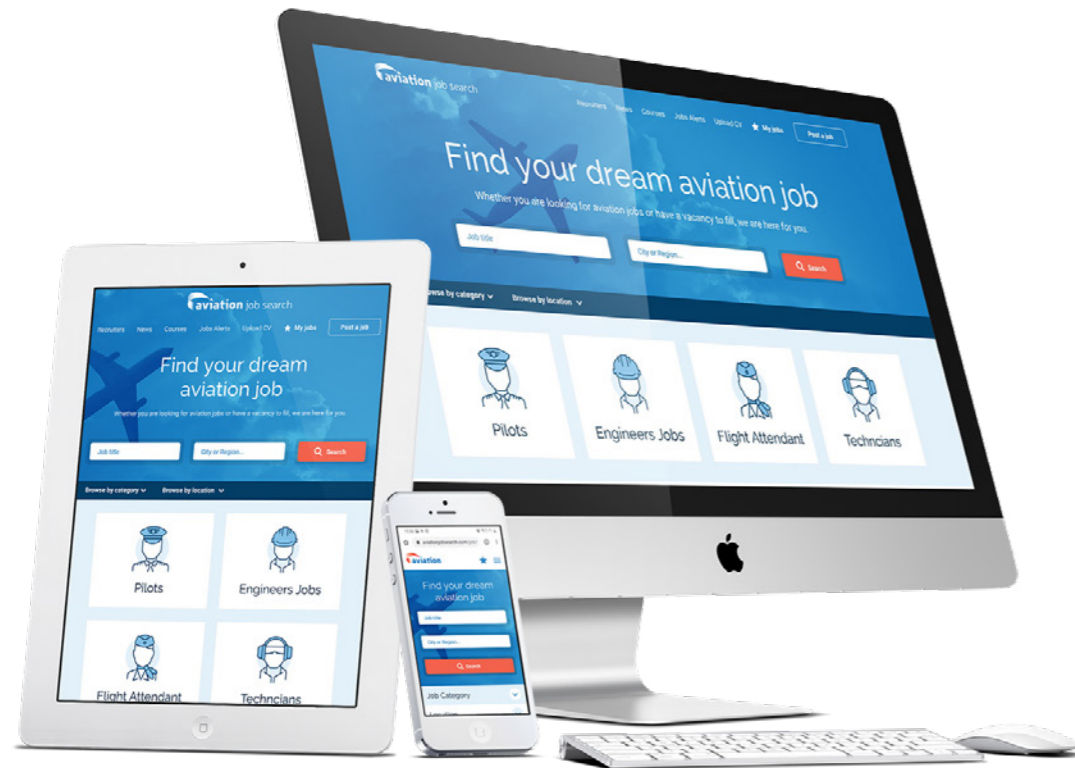 aviation job search
Recruiters News Courses Jobs Alerts Upload CV My jobs Post a job
Find your dream aviation job
Whether you are looking for aviation jobs or have a vacancy to fill, we are here for you.
Job title City or Region... Search
Browse by category Browse by location
Pilots Engineers Jobs Flight Attendant Techncians
aviation job search
Recruiters News Courses Jobs Alerts Upload CV My jobs Post a job
Find your dream
aviation job
Whether you are looking for aviation jobs or have a vacancy to fill, we are here for you.
Job title City or Region... Search
Browse by category Browse by location
Pilots Engineers Jobs
Flight Attendant Techncians
aviation
Find your dream
aviation job
Job title
City or Region...
Search
Job Category